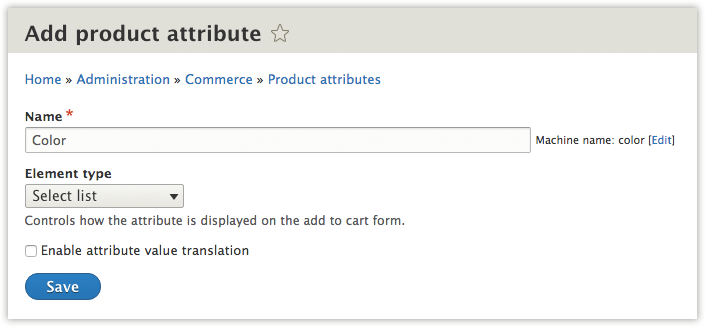 Add product attribute
Home » Administration » Commerce » Product attributes
Name *
Color Machine name: color [Edit]
Element type
Select list
Controls how the attribute is displayed on the add to cart form.
Enable attribute value translation
Save